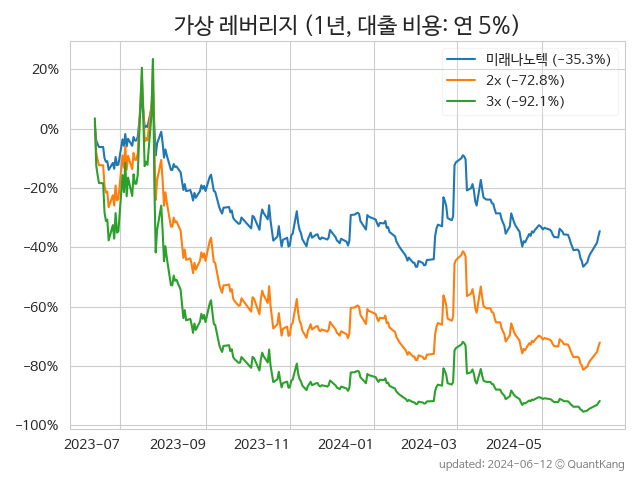 가상 레버리지 (1년, 대출 비용: 연 5%)
미래나노텍 (−35.3%)
2x (−72.8%)
3x (−92.1%)
20%
0%
−20%
−40%
−60%
−80%
−100%
2023-07 2023-09 2023-11 2024-01 2024-03 2024-05
updated: 2024-06-12 © QuantKang